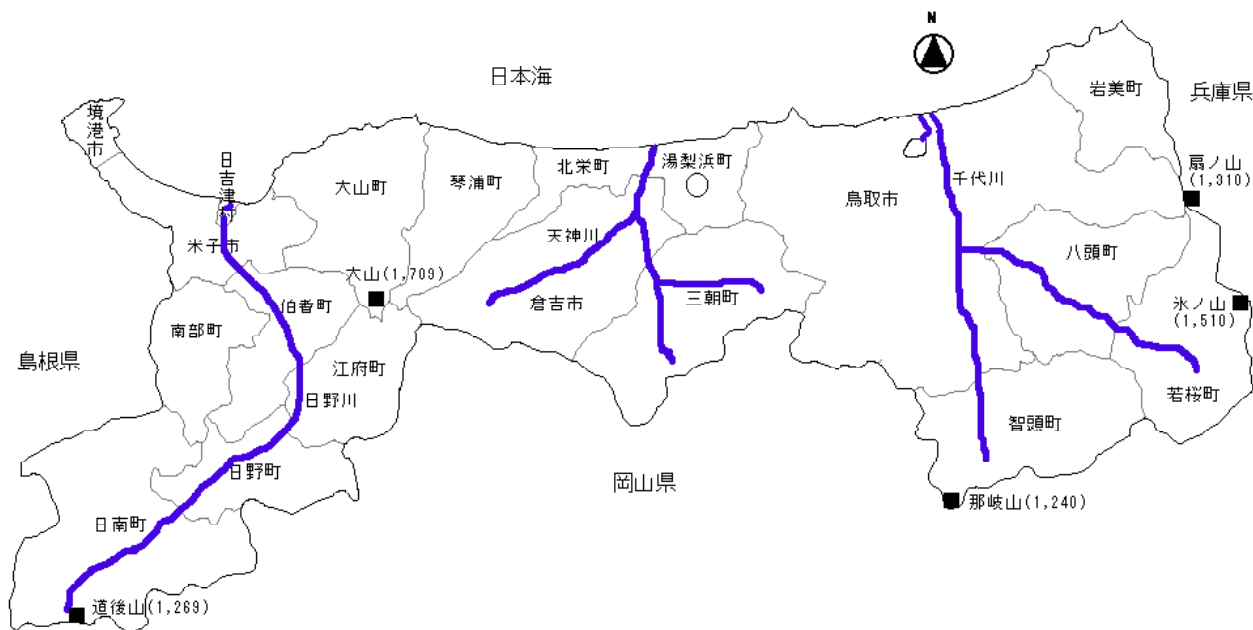 N
日本海
岩美町
兵庫県
境港市
日吉津村
大山町
琴浦町
北栄町
湯梨浜町
鳥取市
千代川
扇ノ山
(1,310)
米子市
天神川
八頭町
大山(1,709)
伯耆町
倉吉市
三朝町
氷ノ山
(1,510)
南部町
島根県
江府町
日野川
若桜町
智頭町
日野町
岡山県
那岐山(1,240)
日南町
道後山(1,269)